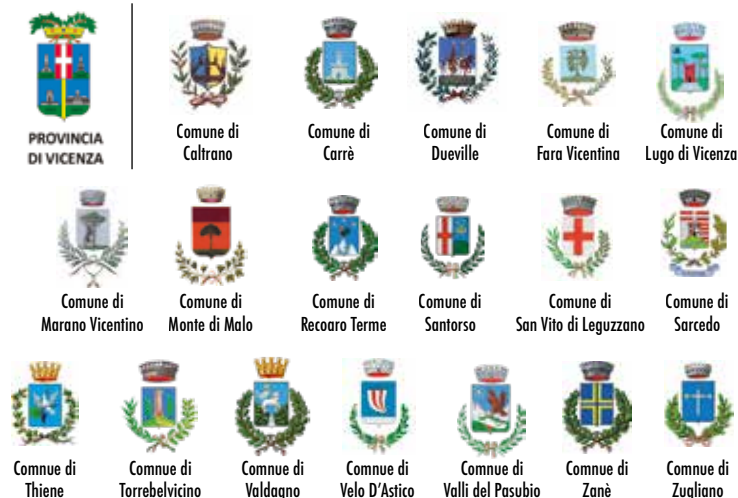 PROVINCIA
DI VICENZA
Comune di
Caltrano
Comune di
Carrè
Comune di
Dueville
Comune di
Fara Vicentina
Comune di
Lugo di Vicenza
Comune di
Marano Vicentino
Comune di
Monte di Malo
Comune di
Recoaro Terme
Comune di
Santorso
Comune di
San Vito di Leguzzano
Comune di
Sarcedo
Comnue di
Thiene
Comnue di
Torrebelvicino
Comnue di
Valdagno
Comnue di
Velo D'Astico
Comnue di
Valli del Pasubio
Comnue di
Zanè
Comnue di
Zugliano